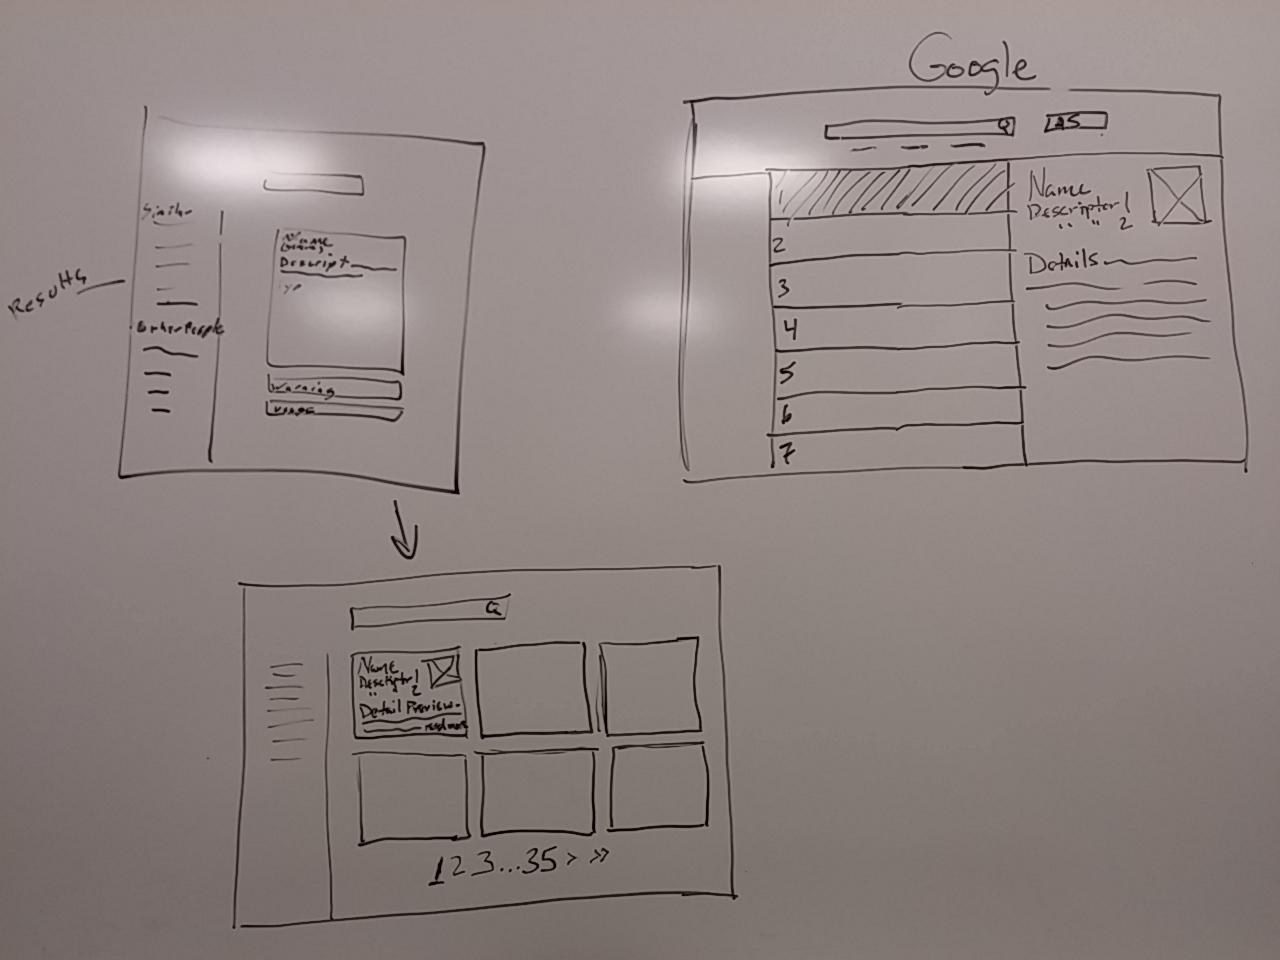 Google
Results
Similar
Name
Descript
Other People
Warning
Usage
1
2
3
4
5
6
7
Name
Descriptor 1
" " 2
Details
Name
Descriptor 1
" 2
Detail Preview
read more
1 2 3...35 > >>